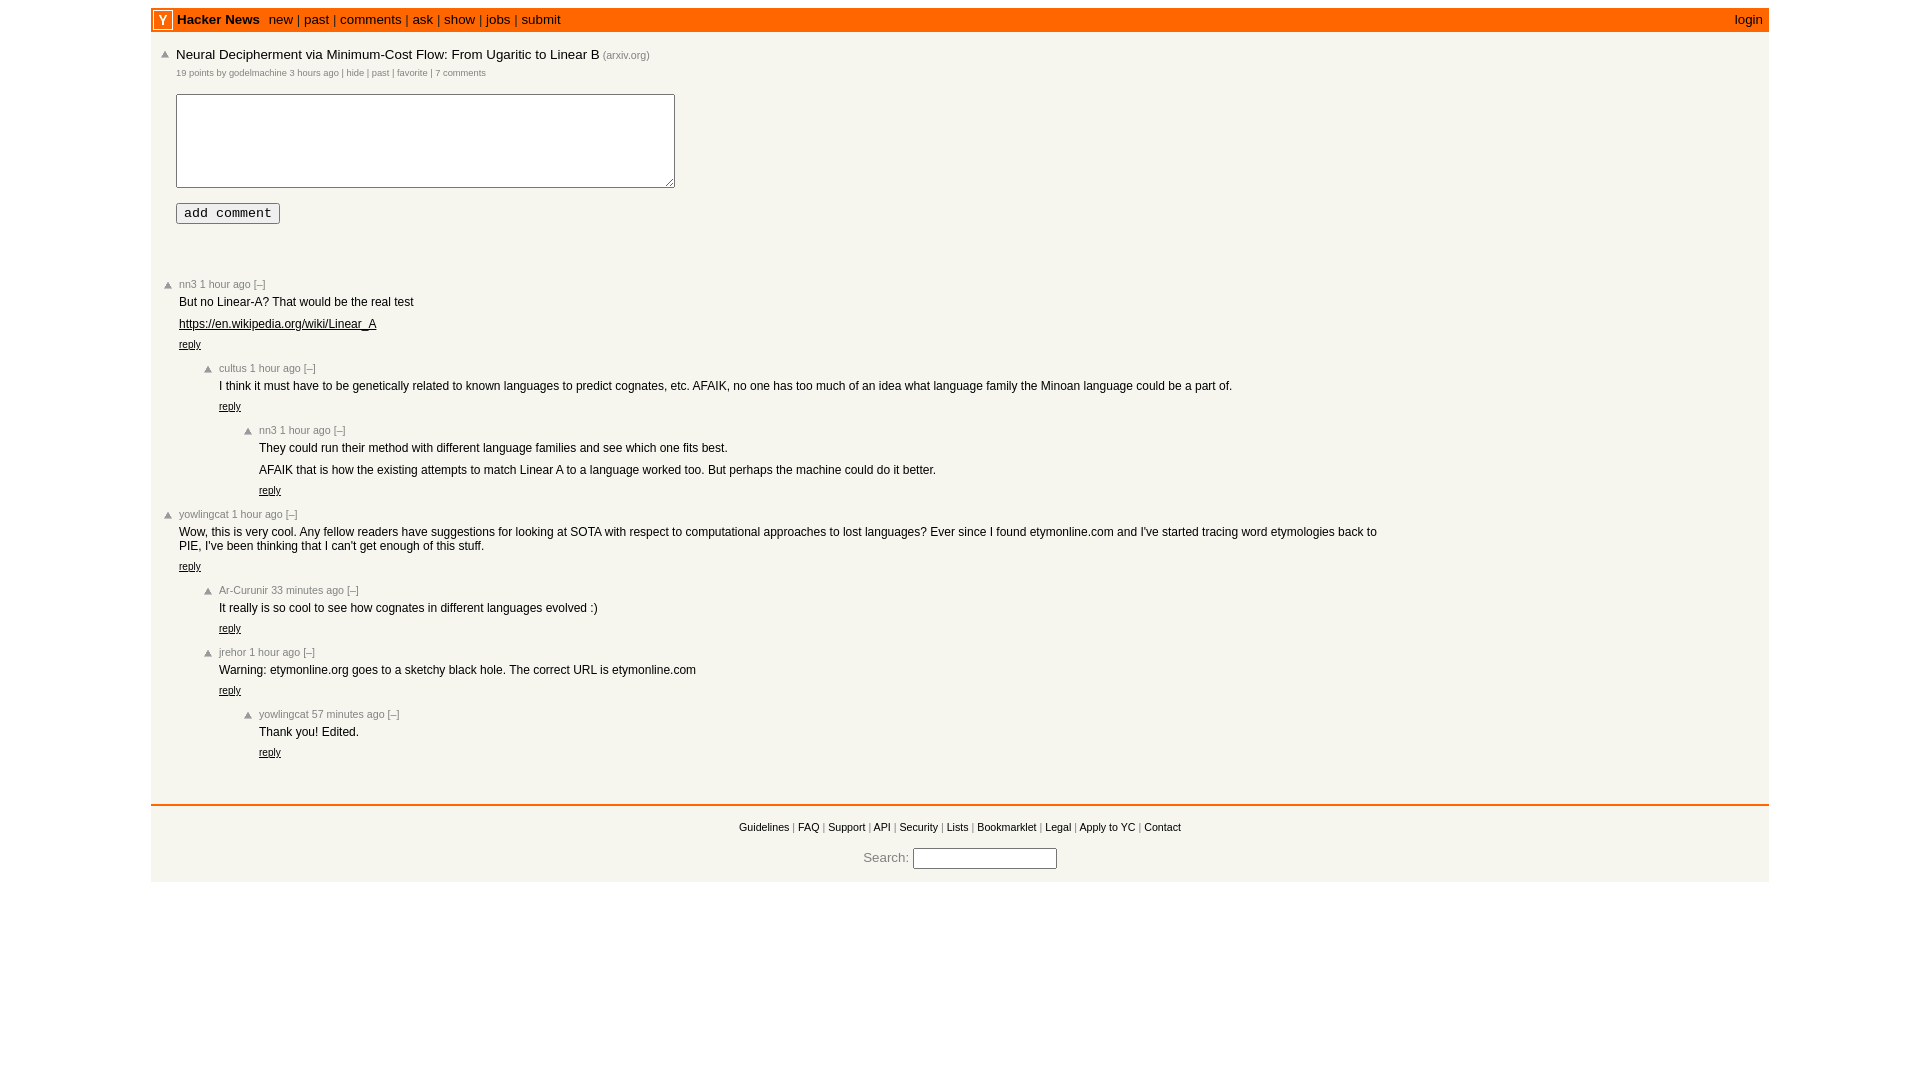 Y Hacker News new | past | comments | ask | show | jobs | submit login
Neural Decipherment via Minimum-Cost Flow: From Ugaritic to Linear B (arxiv.org)
19 points by godelmachine 3 hours ago | hide | past | favorite | 7 comments
add comment
nn3 1 hour ago [–]
But no Linear-A? That would be the real test
https://en.wikipedia.org/wiki/Linear_A
reply
cultus 1 hour ago [–]
I think it must have to be genetically related to known languages to predict cognates, etc. AFAIK, no one has too much of an idea what language family the Minoan language could be a part of.
reply
nn3 1 hour ago [–]
They could run their method with different language families and see which one fits best.
AFAIK that is how the existing attempts to match Linear A to a language worked too. But perhaps the machine could do it better.
reply
yowlingcat 1 hour ago [–]
Wow, this is very cool. Any fellow readers have suggestions for looking at SOTA with respect to computational approaches to lost languages? Ever since I found etymonline.com and I've started tracing word etymologies back to
PIE, I've been thinking that I can't get enough of this stuff.
reply
Ar-Curunir 33 minutes ago [–]
It really is so cool to see how cognates in different languages evolved :)
reply
jrehor 1 hour ago [–]
Warning: etymonline.org goes to a sketchy black hole. The correct URL is etymonline.com
reply
yowlingcat 57 minutes ago [–]
Thank you! Edited.
reply
Guidelines | FAQ | Support | API | Security | Lists | Bookmarklet | Legal | Apply to YC | Contact
Search: